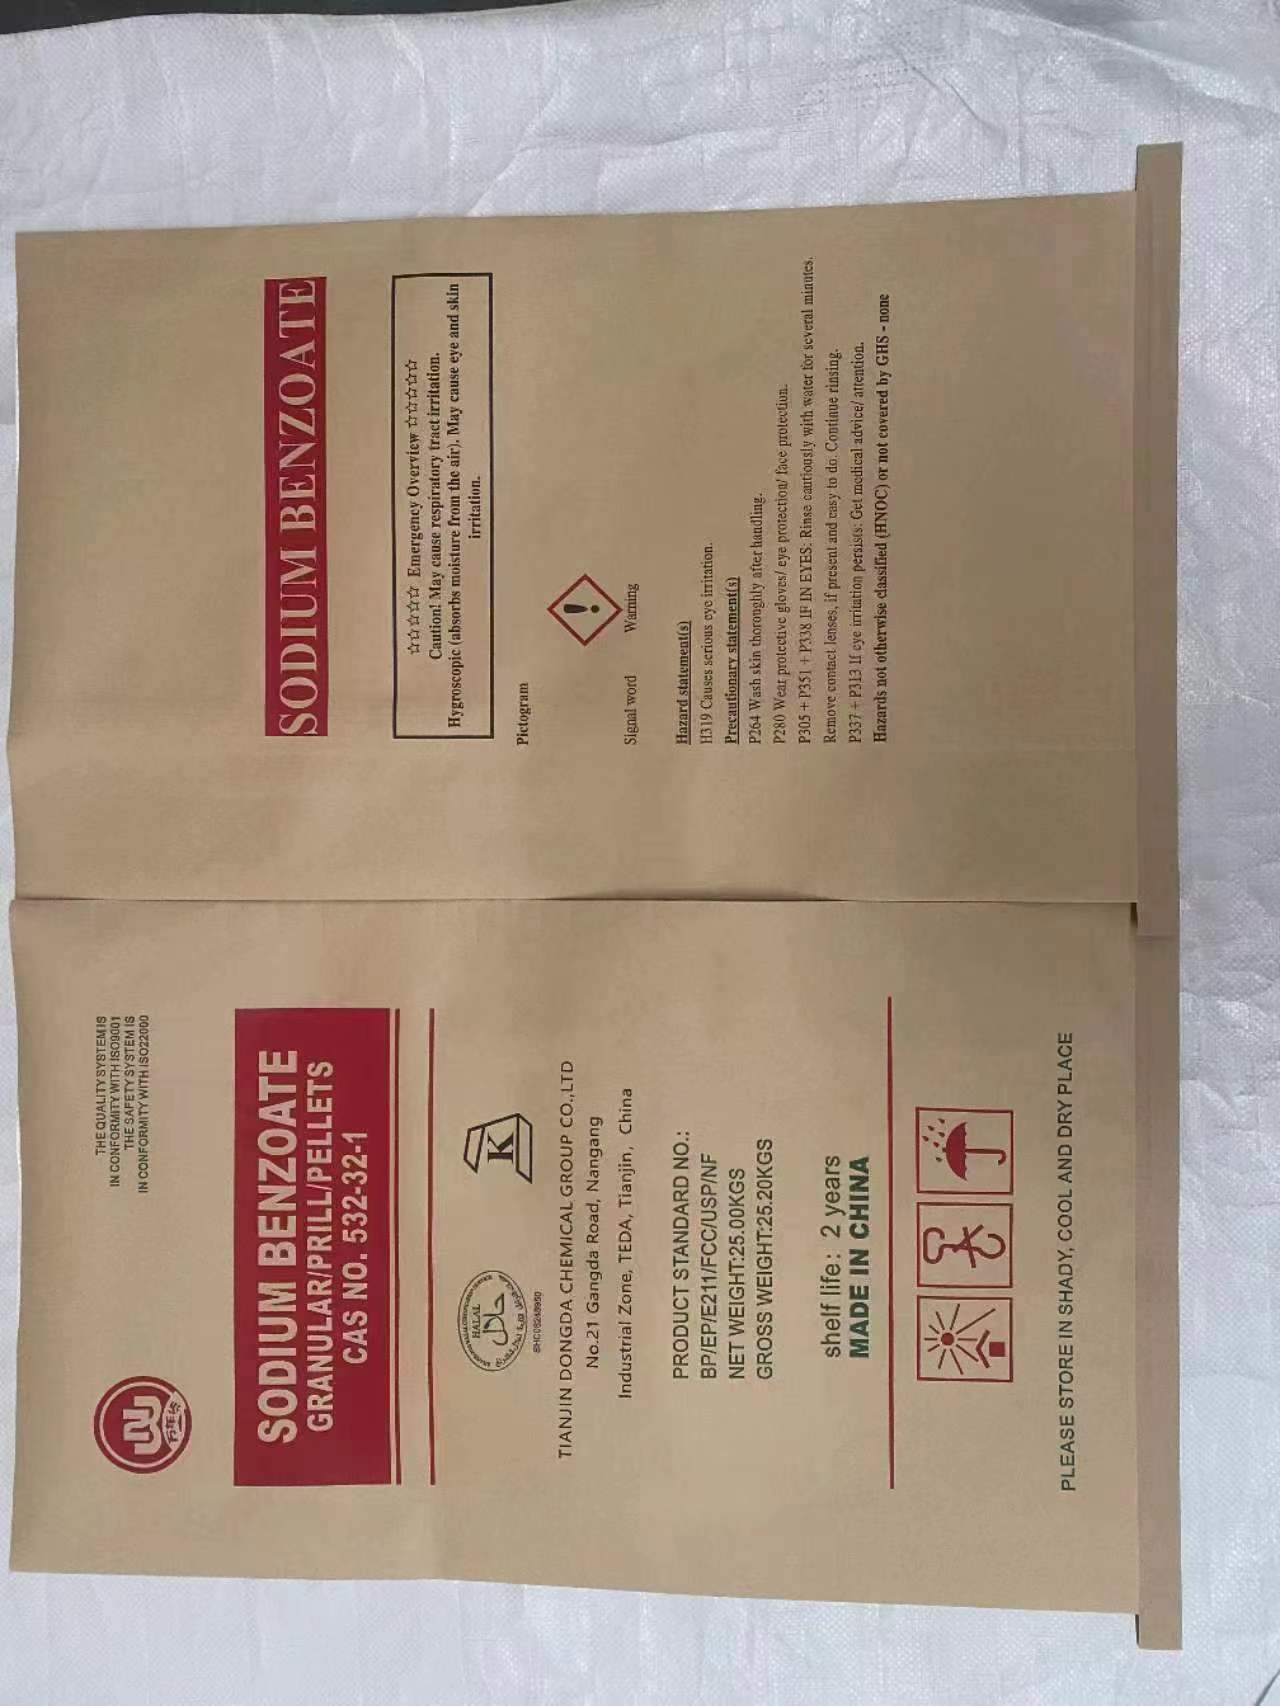 THE QUALITY SYSTEM IS
IN CONFORMITY WITH ISO9001
THE SAFETY SYSTEM IS
IN CONFORMITY WITH ISO22000
SODIUM BENZOATE
GRANULAR/PRILL/PELLETS
CAS NO. 532-32-1
HALAL
حلال
K
TIANJIN DONGDA CHEMICAL GROUP CO.,LTD
No.21 Gangda Road, Nangang
Industrial Zone, TEDA, Tianjin, China
PRODUCT STANDARD NO.:
BP/EP/E211/FCC/USP/NF
NET WEIGHT:25.00KGS
GROSS WEIGHT:25.20KGS
shelf life: 2 years
MADE IN CHINA
PLEASE STORE IN SHADY, COOL AND DRY PLACE
SODIUM BENZOATE
☆☆☆☆☆ Emergency Overview ☆☆☆☆☆
Caution! May cause respiratory tract irritation.
Hygroscopic (absorbs moisture from the air). May cause eye and skin
irritation.
Pictogram
Signal word Warning
Hazard statement(s)
H319 Causes serious eye irritation.
Precautionary statement(s)
P264 Wash skin thoroughly after handling.
P280 Wear protective gloves/ eye protection/ face protection.
P305 + P351 + P338 IF IN EYES: Rinse cautiously with water for several minutes.
Remove contact lenses, if present and easy to do. Continue rinsing.
P337 + P313 If eye irritation persists: Get medical advice/ attention.
Hazards not otherwise classified (HNOC) or not covered by GHS - none